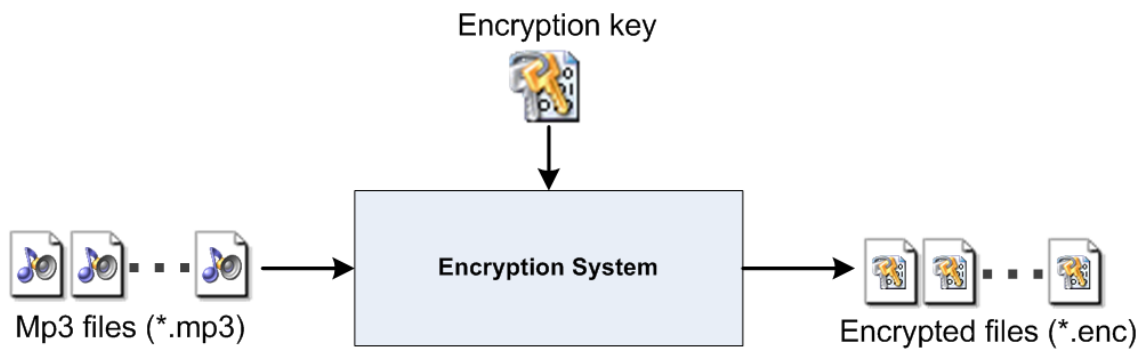 Encryption key
Encryption System
Mp3 files (*.mp3)
Encrypted files (*.enc)